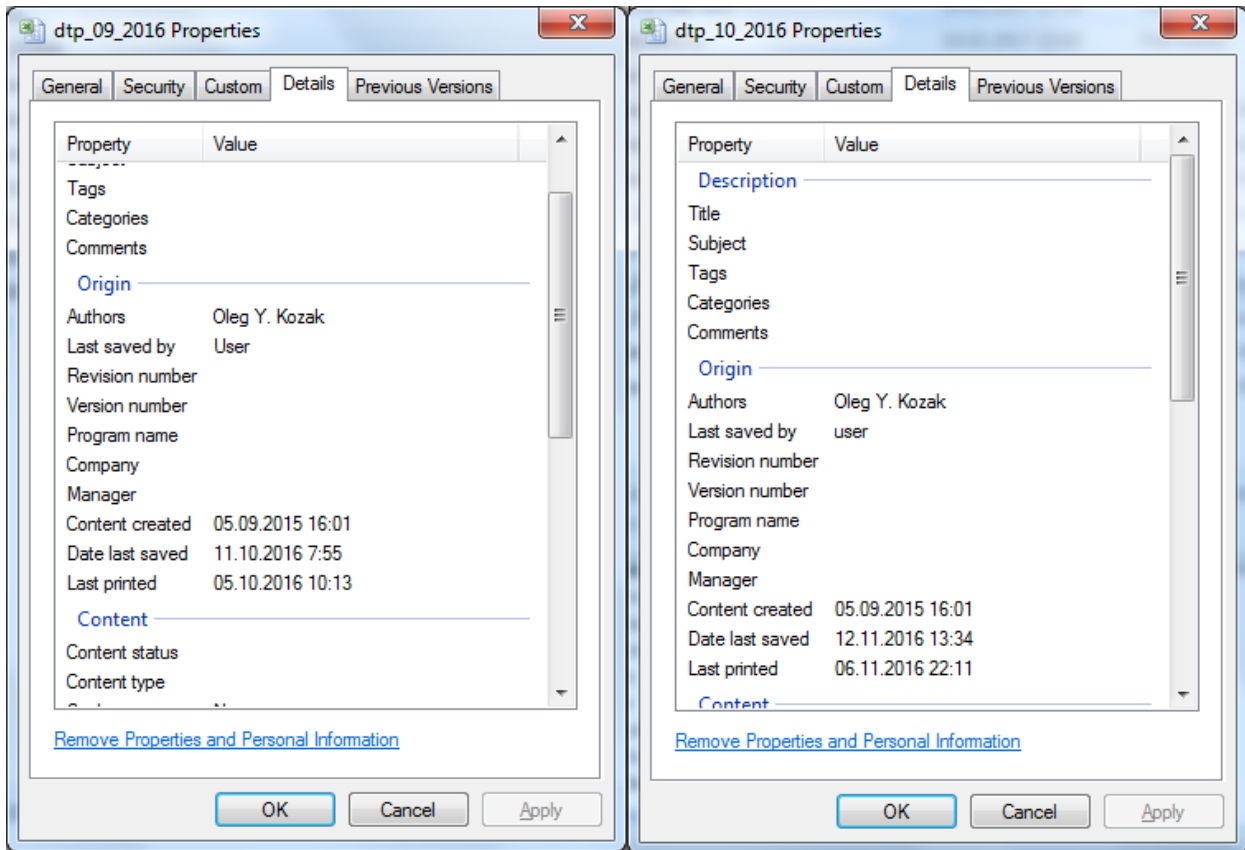 dtp_09_2016 Properties
General Security Custom Details Previous Versions
Property Value
Tags
Categories
Comments
Origin
Authors Oleg Y. Kozak
Last saved by User
Revision number
Version number
Program name
Company
Manager
Content created 05.09.2015 16:01
Date last saved 11.10.2016 7:55
Last printed 05.10.2016 10:13
Content
Content status
Content type
Remove Properties and Personal Information
OK Cancel Apply
dtp_10_2016 Properties
General Security Custom Details Previous Versions
Property Value
Description
Title
Subject
Tags
Categories
Comments
Origin
Authors Oleg Y. Kozak
Last saved by user
Revision number
Version number
Program name
Company
Manager
Content created 05.09.2015 16:01
Date last saved 12.11.2016 13:34
Last printed 06.11.2016 22:11
Content
Remove Properties and Personal Information
OK Cancel Apply